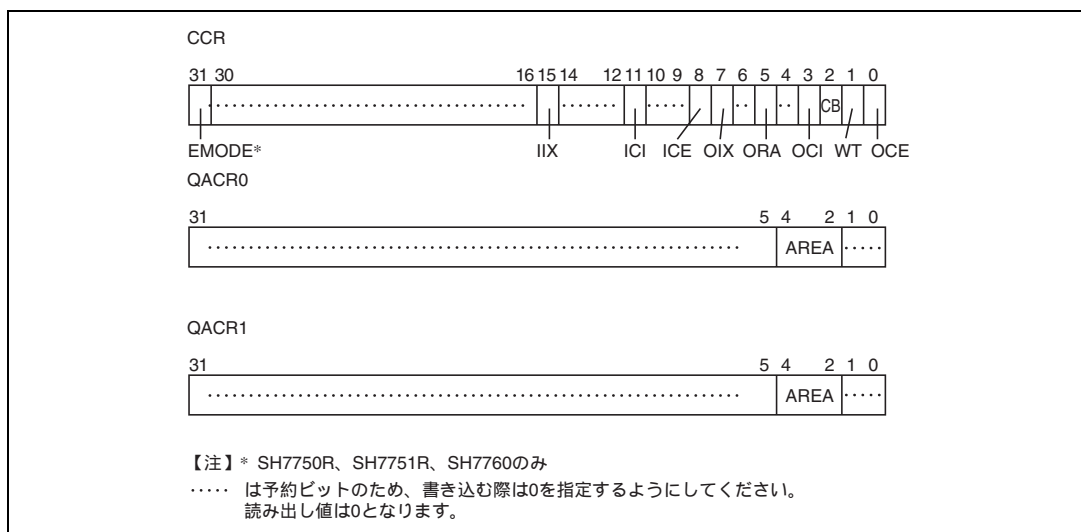 CCR
31 30 16 15 14 12 11 10 9 8 7 6 5 4 3 2 1 0
CB
EMODE* IIX ICI ICE OIX ORA OCI WT OCE
QACR0
31 5 4 2 1 0
AREA
QACR1
31 5 4 2 1 0
AREA
【注】* SH7750R、SH7751R、SH7760のみ
····· は予約ビットのため、書き込む際は0を指定するようにしてください。
読み出し値は0となります。